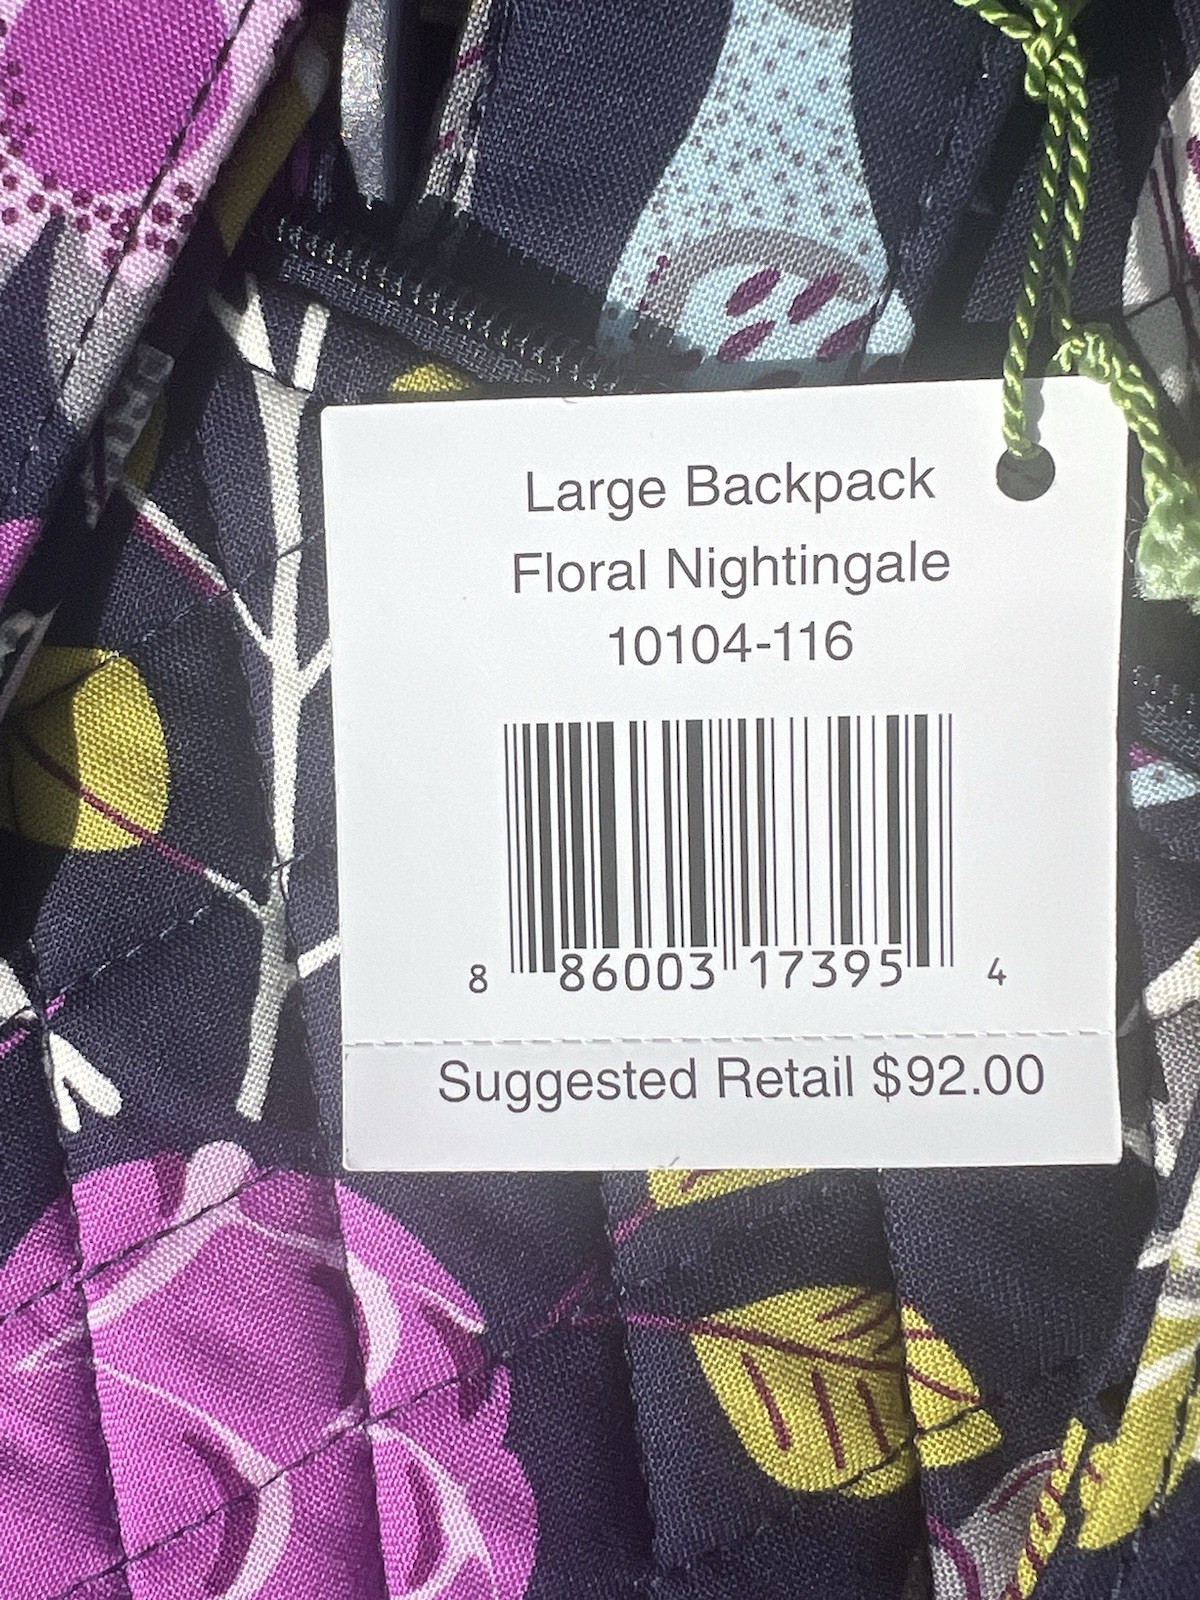 Large Backpack
Floral Nightingale
10104-116
8 86003 17395 4
Suggested Retail $92.00